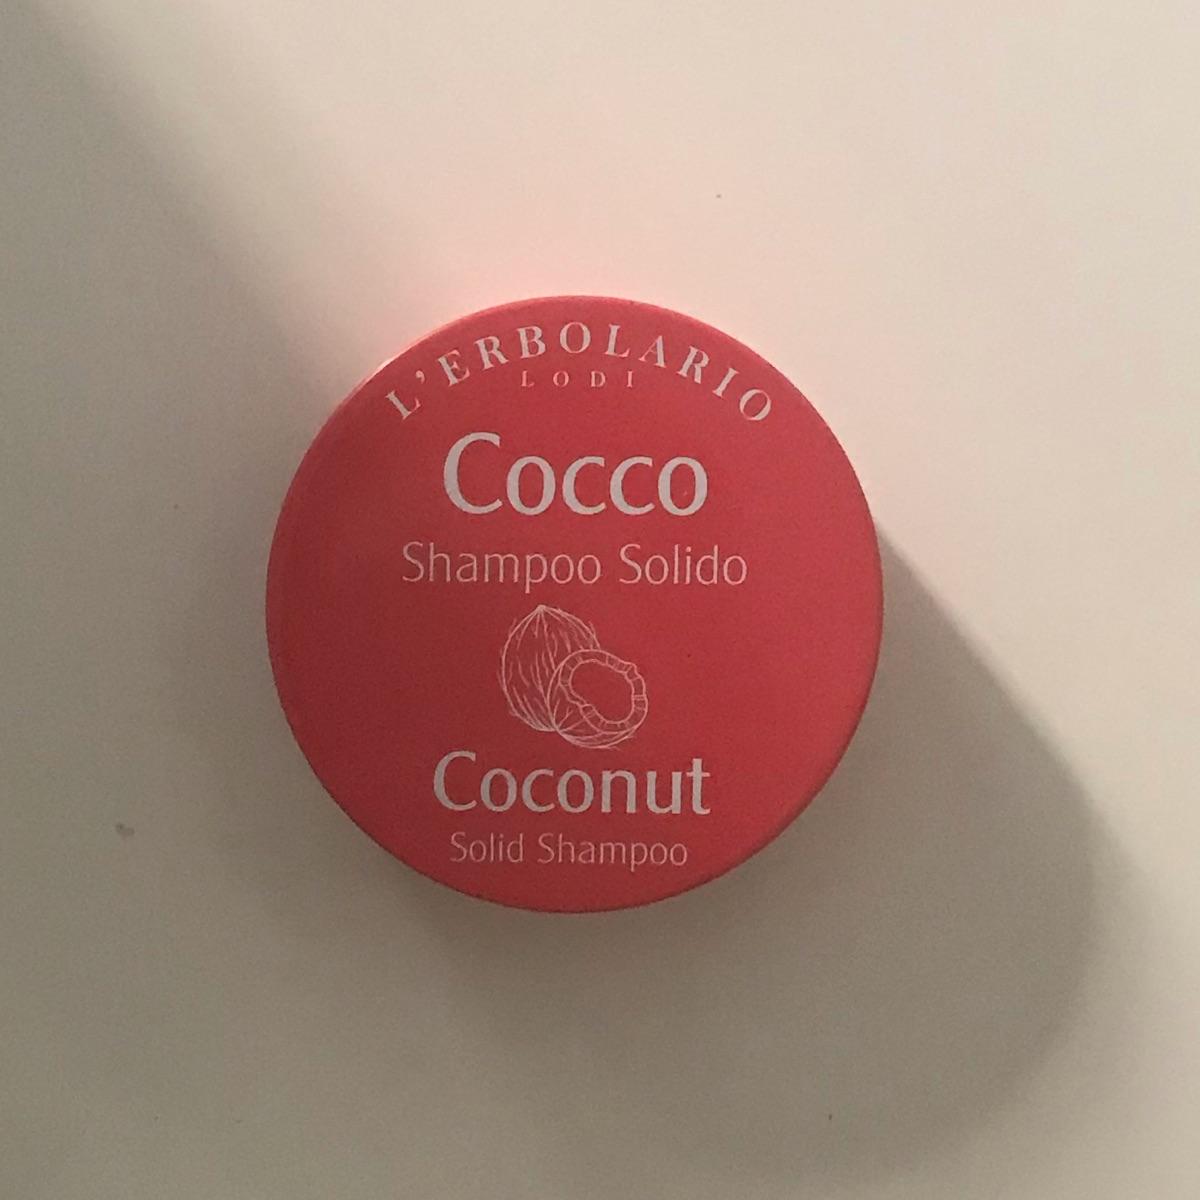 L'ERBOLARIO
LODI
Cocco
Shampoo Solido
Coconut
Solid Shampoo